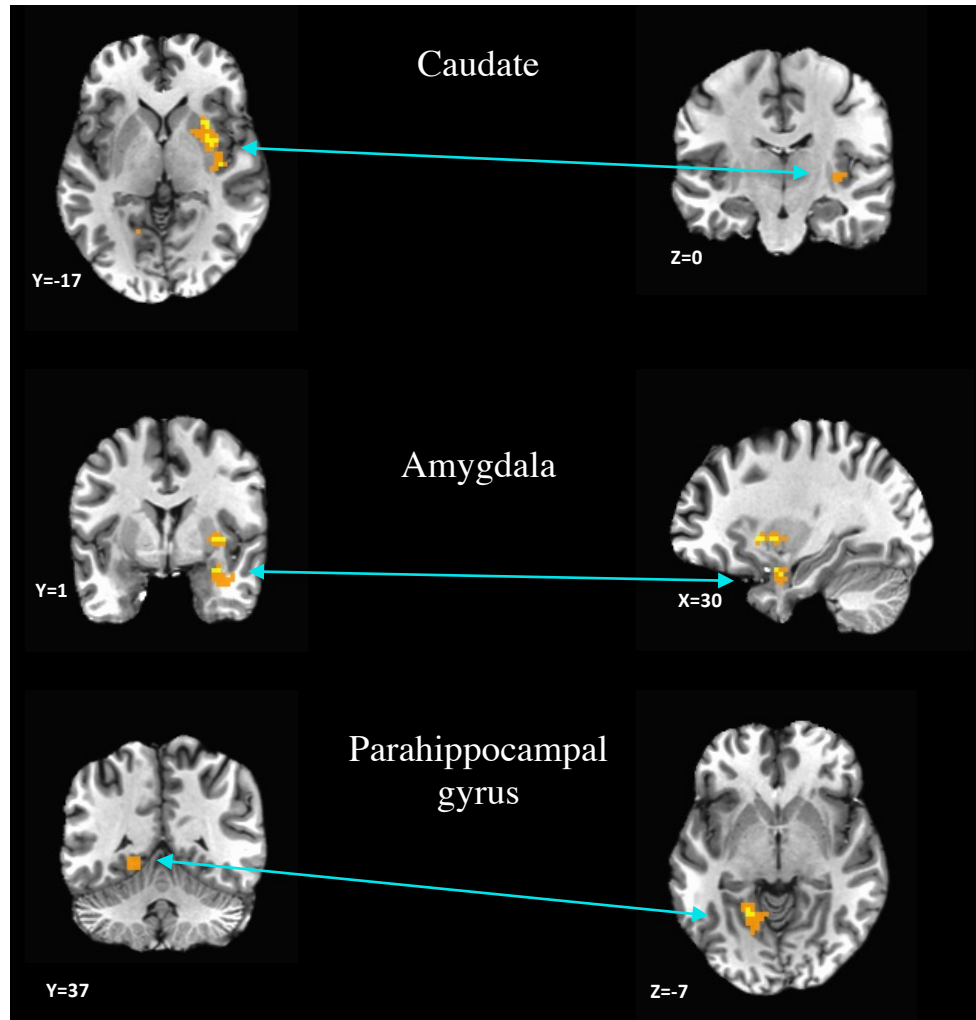 Caudate
Y=-17
Z=0
Amygdala
Y=1
X=30
Parahippocampal
gyrus
Y=37
Z=-7